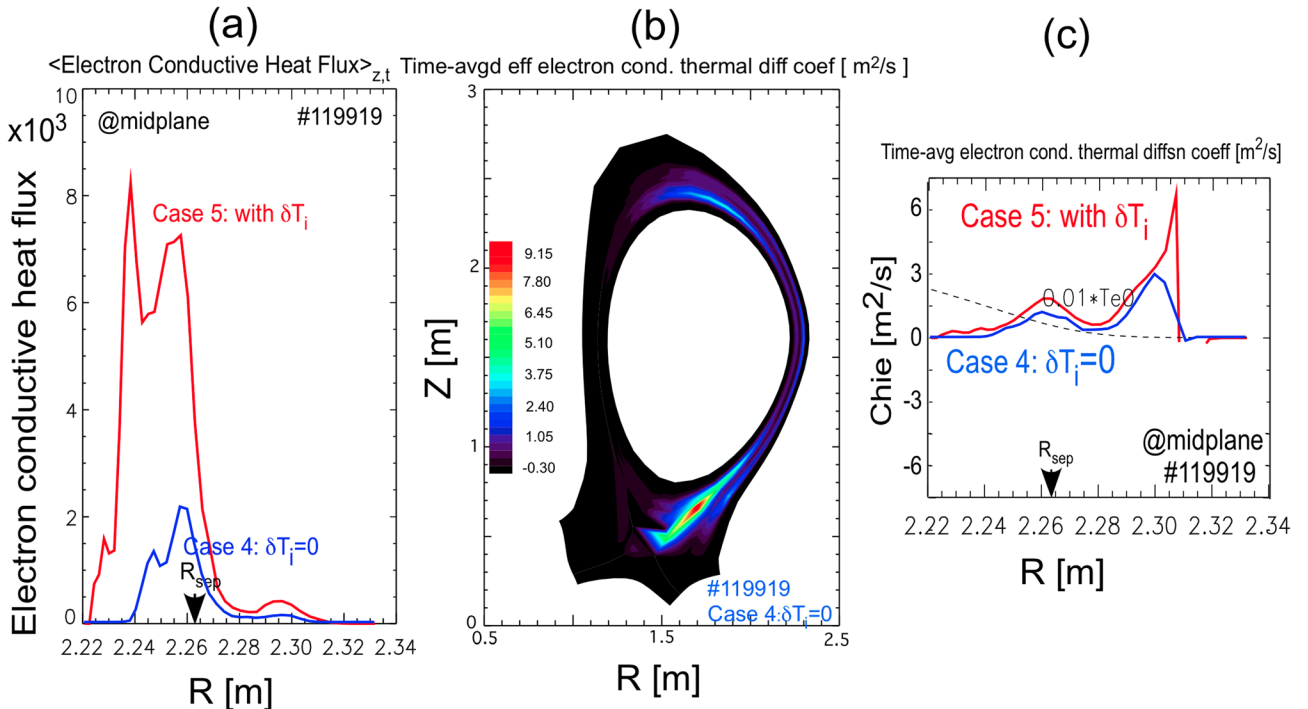 (a)
<Electron Conductive Heat Flux>z,t
10
x10³
@midplane
#119919
8
Case 5: with δTi
6
4
2
Case 4: δTi=0
Rsep
0
2.22 2.24 2.26 2.28 2.30 2.32 2.34
R [m]
Electron conductive heat flux
(b)
Time-avgd eff electron cond. thermal diff coef [ m²/s ]
3
2
1
0
Z [m]
9.15
7.80
6.45
5.10
3.75
2.40
1.05
-0.30
#119919
Case 4:δTi=0
0.5 1.5 2.5
R [m]
(c)
Time-avg electron cond. thermal diffsn coeff [m²/s]
6
Case 5: with δTi
3
0.01*Te0
0
Case 4: δTi=0
-3
-6
Rsep
@midplane
#119919
2.22 2.24 2.26 2.28 2.30 2.32 2.34
R [m]
Chie [m²/s]